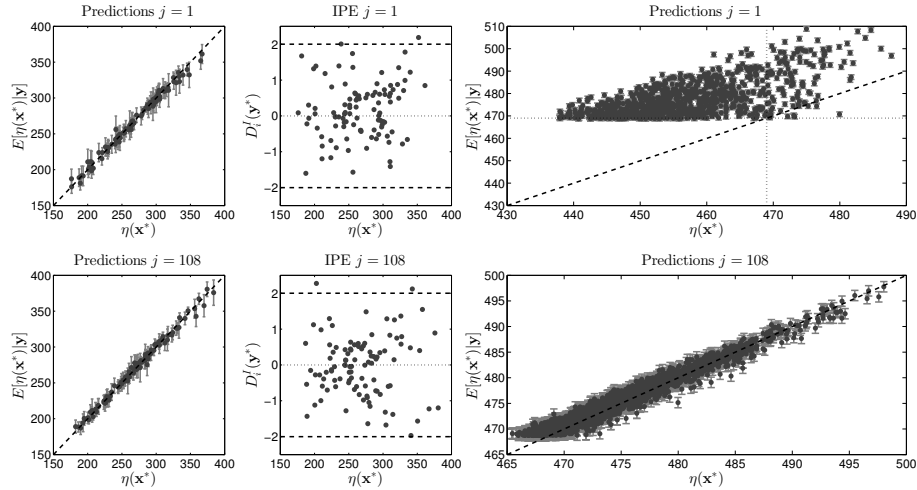 Predictions j = 1
400
350
300
250
200
150
150 200 250 300 350 400
E[η(x*)|y]
η(x*)
IPE j = 1
2
1
0
−1
−2
150 200 250 300 350 400
D_i^I(y*)
η(x*)
Predictions j = 1
510
500
490
480
470
460
450
440
430
430 440 450 460 470 480 490
E[η(x*)|y]
η(x*)
Predictions j = 108
400
350
300
250
200
150
150 200 250 300 350 400
E[η(x*)|y]
η(x*)
IPE j = 108
2
1
0
−1
−2
150 200 250 300 350 400
D_i^I(y*)
η(x*)
Predictions j = 108
500
490
480
470
465
465 470 475 480 485 490 495 500
E[η(x*)|y]
η(x*)